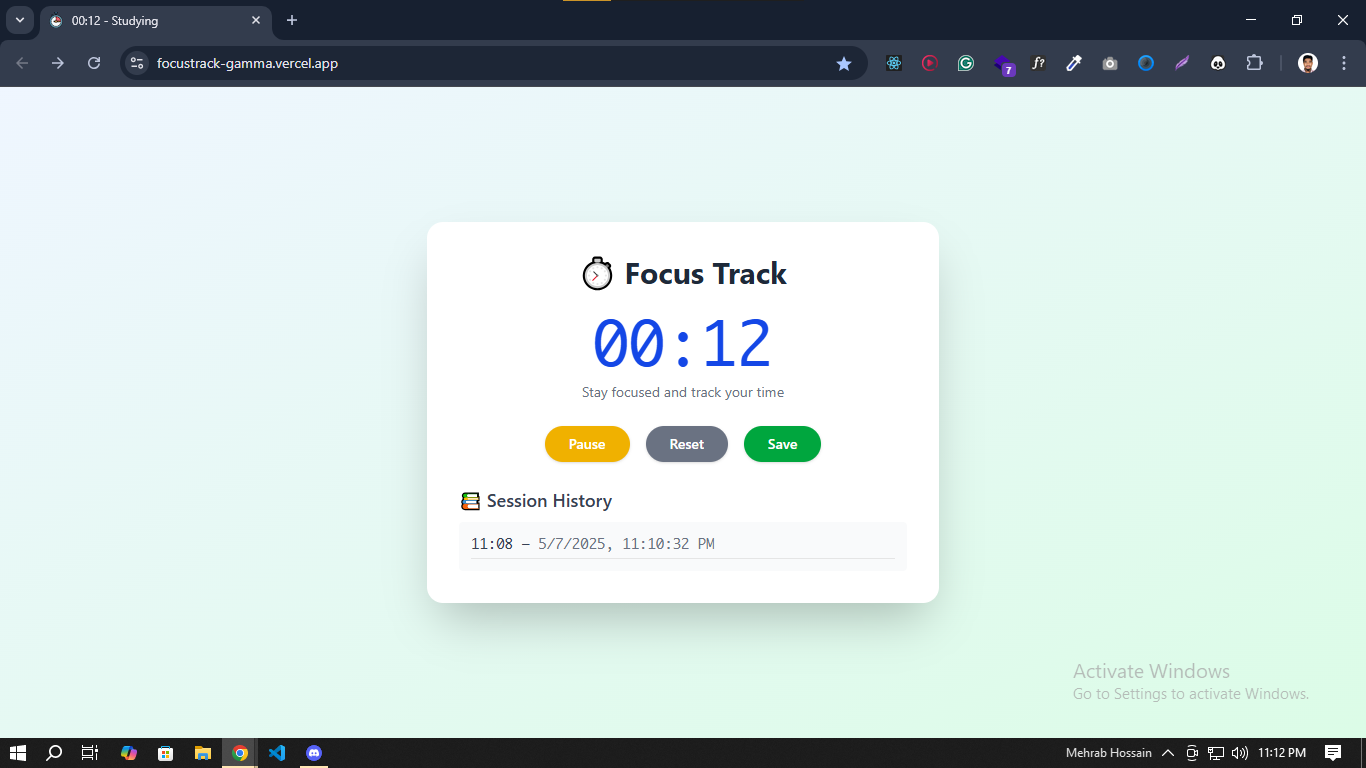 00:12 - Studying
focustrack-gamma.vercel.app
f?
7
Focus Track
00:12
Stay focused and track your time
Pause Reset Save
Session History
11:08 — 5/7/2025, 11:10:32 PM
Activate Windows
Go to Settings to activate Windows.
Mehrab Hossain 11:12 PM